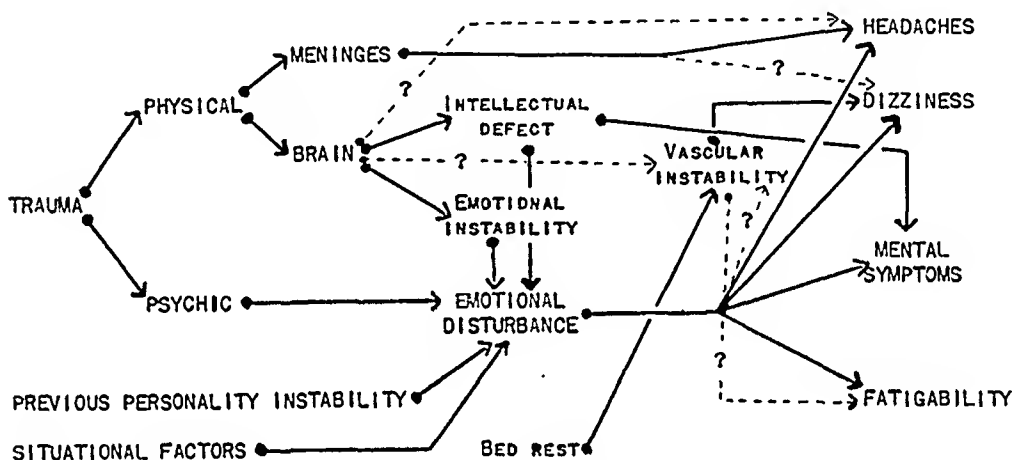 HEADACHES
MENINGES
?
?
PHYSICAL
INTELLECTUAL
DEFECT
DIZZINESS
BRAIN
?
VASCULAR
INSTABILITY
TRAUMA
EMOTIONAL
INSTABILITY
?
MENTAL
SYMPTOMS
PSYCHIC
EMOTIONAL
DISTURBANCE
?
PREVIOUS PERSONALITY INSTABILITY
FATIGABILITY
SITUATIONAL FACTORS
BED REST